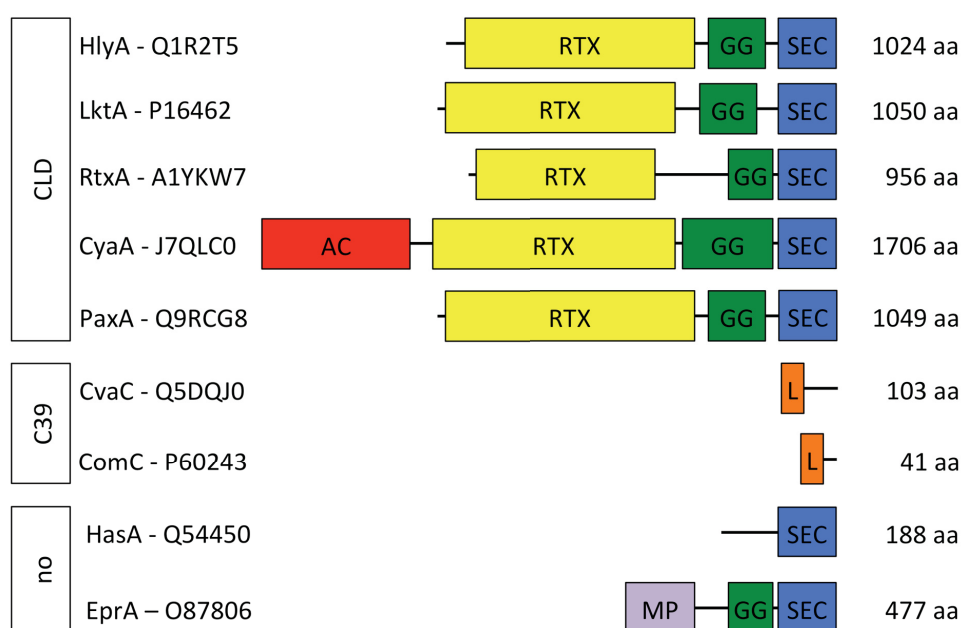 CLD
HlyA - Q1R2T5 RTX GG SEC 1024 aa
LktA - P16462 RTX GG SEC 1050 aa
RtxA - A1YKW7 RTX GG SEC 956 aa
CyaA - J7QLC0 AC RTX GG SEC 1706 aa
PaxA - Q9RCG8 RTX GG SEC 1049 aa
C39
CvaC - Q5DQJ0 L 103 aa
ComC - P60243 L 41 aa
no
HasA - Q54450 SEC 188 aa
EprA – O87806 MP GG SEC 477 aa